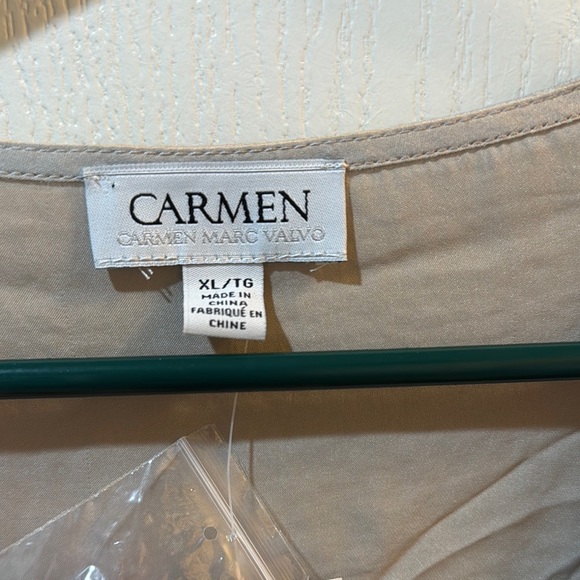 CARMEN
CARMEN MARC VALVO
XL/TG
MADE IN
CHINA
FABRIQUÉ EN
CHINE